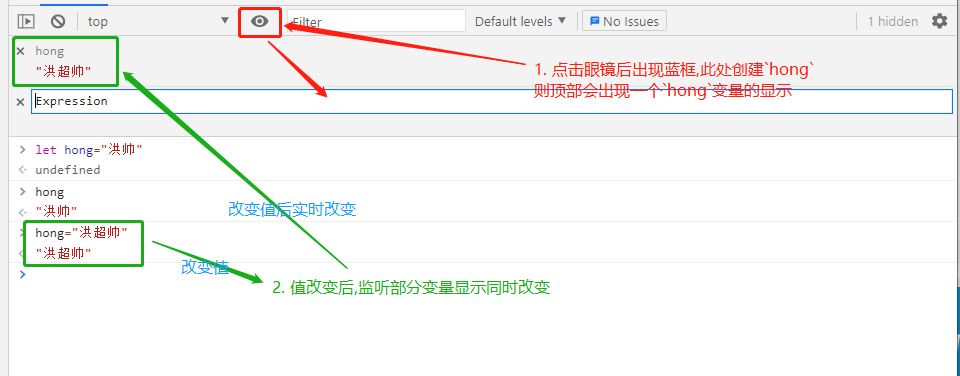 top
Filter
Default levels
No Issues
1 hidden
hong
"洪超帅"
1. 点击眼镜后出现蓝框,此处创建`hong`
则顶部会出现一个`hong`变量的显示
Expression
let hong="洪帅"
undefined
hong
"洪帅"
改变值后实时改变
hong="洪超帅"
"洪超帅"
改变值
2. 值改变后,监听部分变量显示同时改变